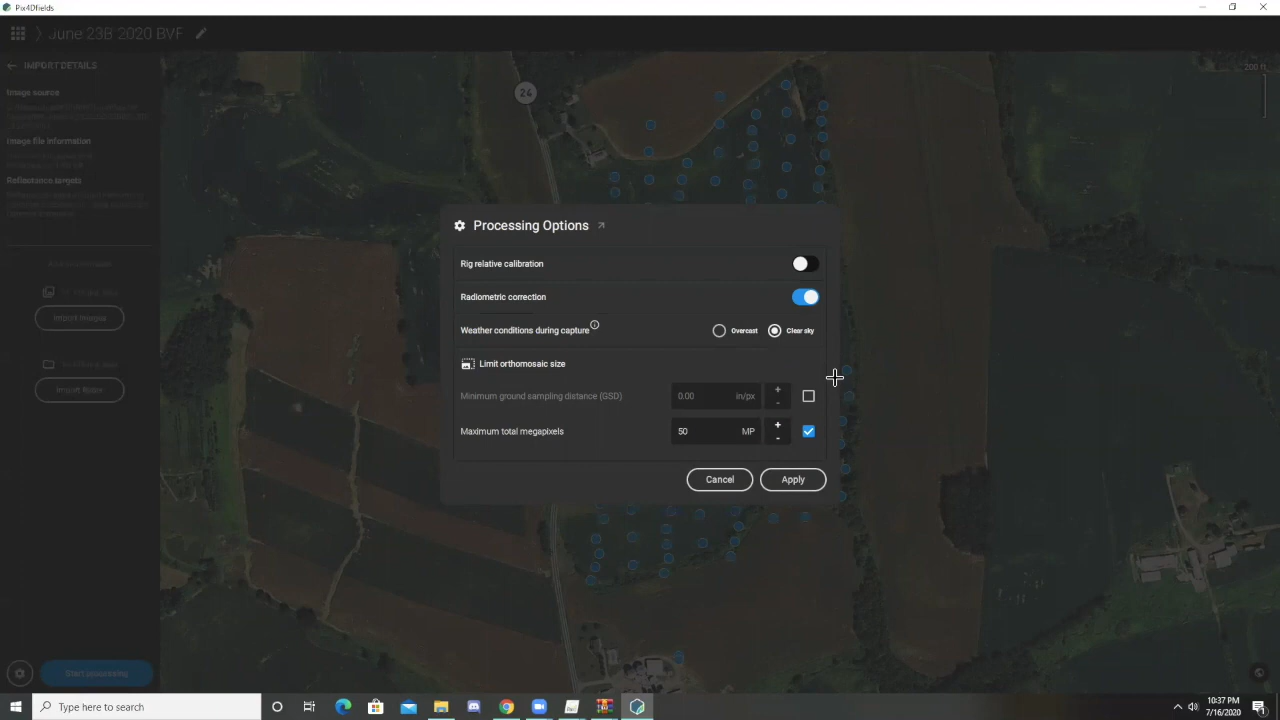 Pix4Dfields
June 23B 2020 BVF
IMPORT DETAILS
200 ft
Image source
24
Image file information
Reflectance targets
Processing Options
Rig relative calibration
Radiometric correction
Weather conditions during capture
Overcast
Clear sky
Limit orthomosaic size
Minimum ground sampling distance (GSD)
0.00
in/px
+
-
Maximum total megapixels
50
MP
+
-
Cancel
Apply
Import Images
Import folder
Start processing
Type here to search
10:37 PM
7/16/2020
1